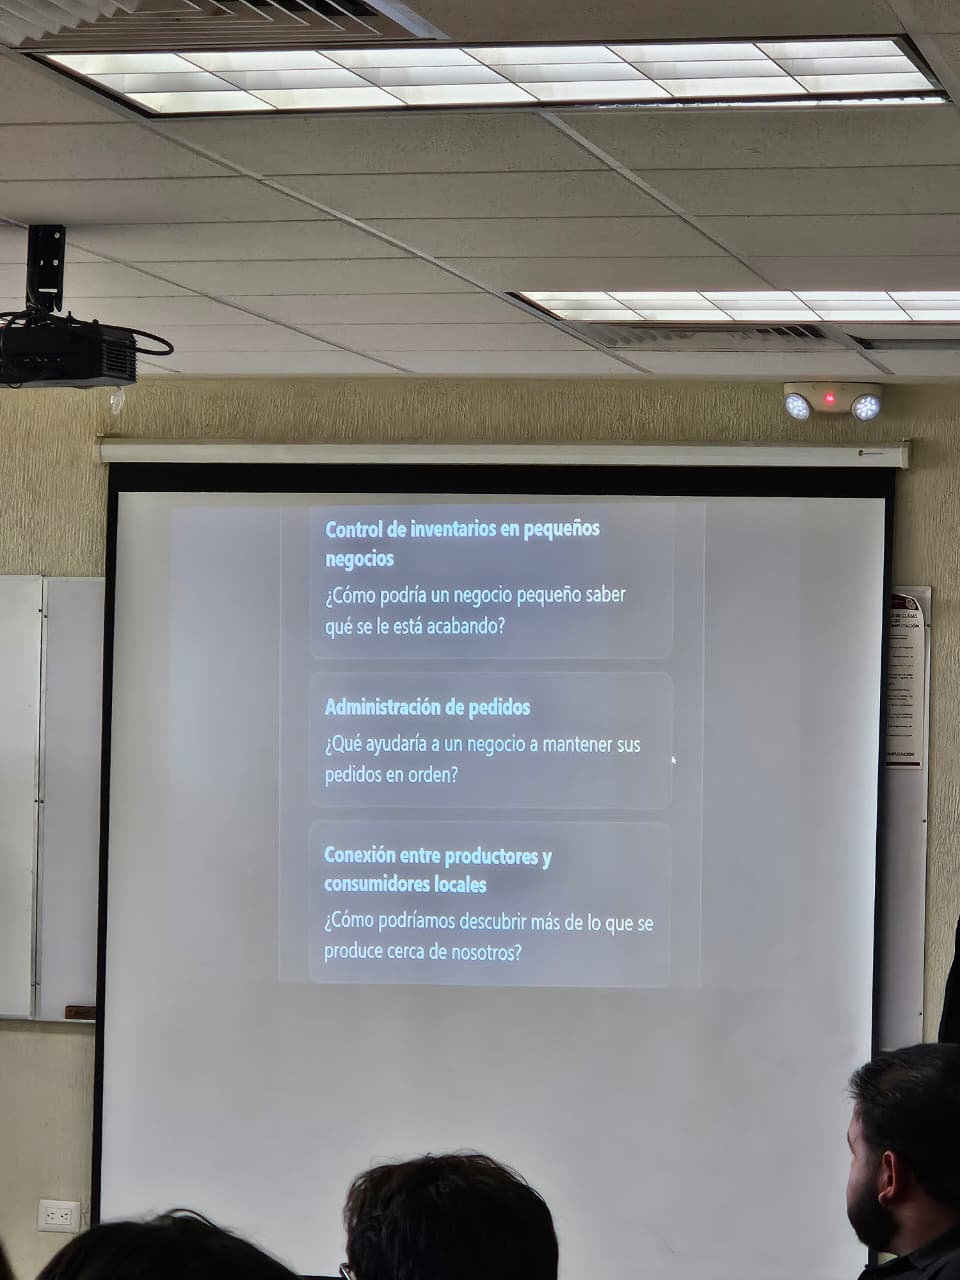 Control de inventarios en pequeños
negocios
¿Cómo podría un negocio pequeño saber
qué se le está acabando?
Administración de pedidos
¿Qué ayudaría a un negocio a mantener sus
pedidos en orden?
Conexión entre productores y
consumidores locales
¿Cómo podríamos descubrir más de lo que se
produce cerca de nosotros?